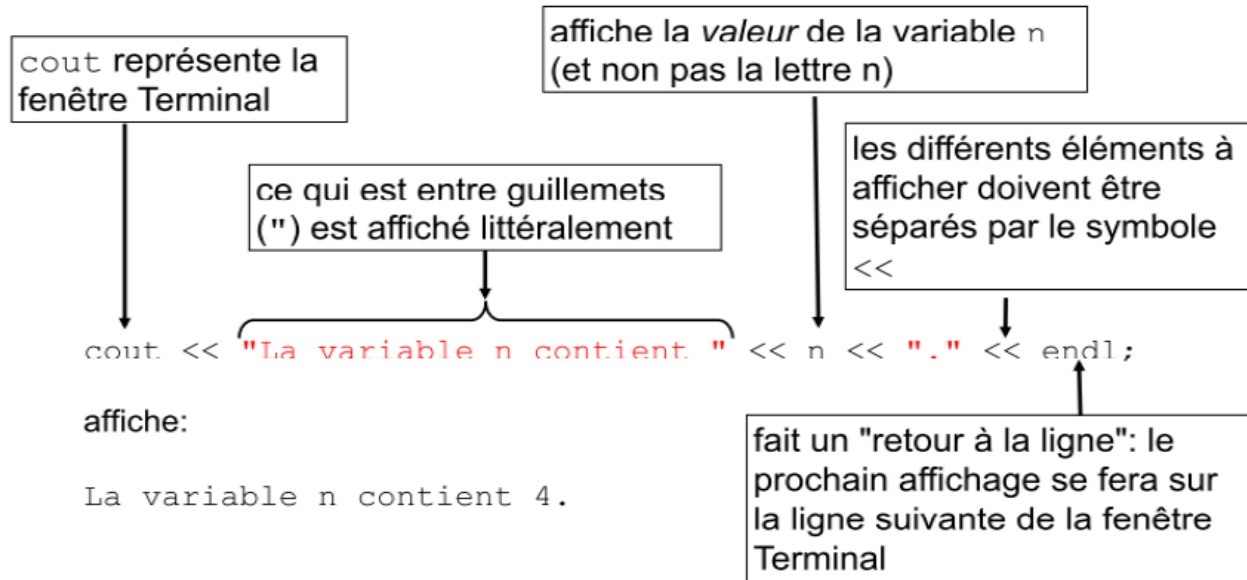 cout représente la
fenêtre Terminal
affiche la valeur de la variable n
(et non pas la lettre n)
ce qui est entre guillemets
(") est affiché littéralement
les différents éléments à
afficher doivent être
séparés par le symbole
<<
cout << "La variable n contient " << n << "." << endl;
affiche:
La variable n contient 4.
fait un "retour à la ligne": le
prochain affichage se fera sur
la ligne suivante de la fenêtre
Terminal